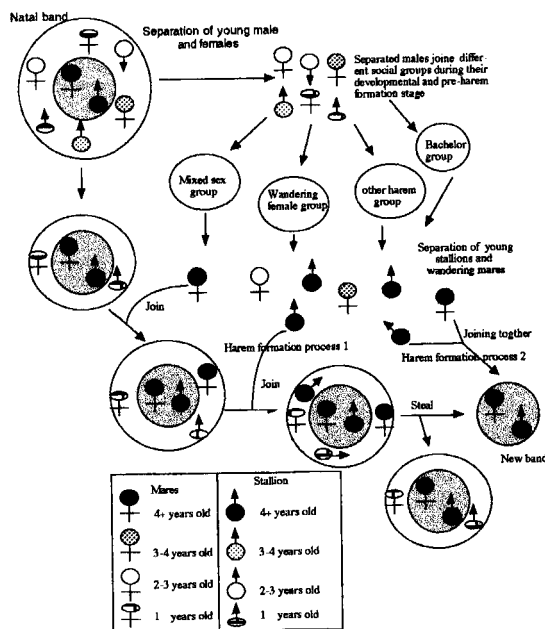 Natal band
Separation of young male
and females
Separated males joine differ
ent social groups during their
developmental and pre-harem
formation stage
Mixed sex
group
Wandering
female group
other harem
group
Bachelor
group
Separation of young
stallions and
wandering mares
Join
Harem formation process 1
Joining togther
Harem formation process 2
Join
Steal
New band
Mares
4+ years old
3-4 years old
2-3 years old
1 years old
Stallion
4+ years old
3-4 years old
2-3 years old
1 years old